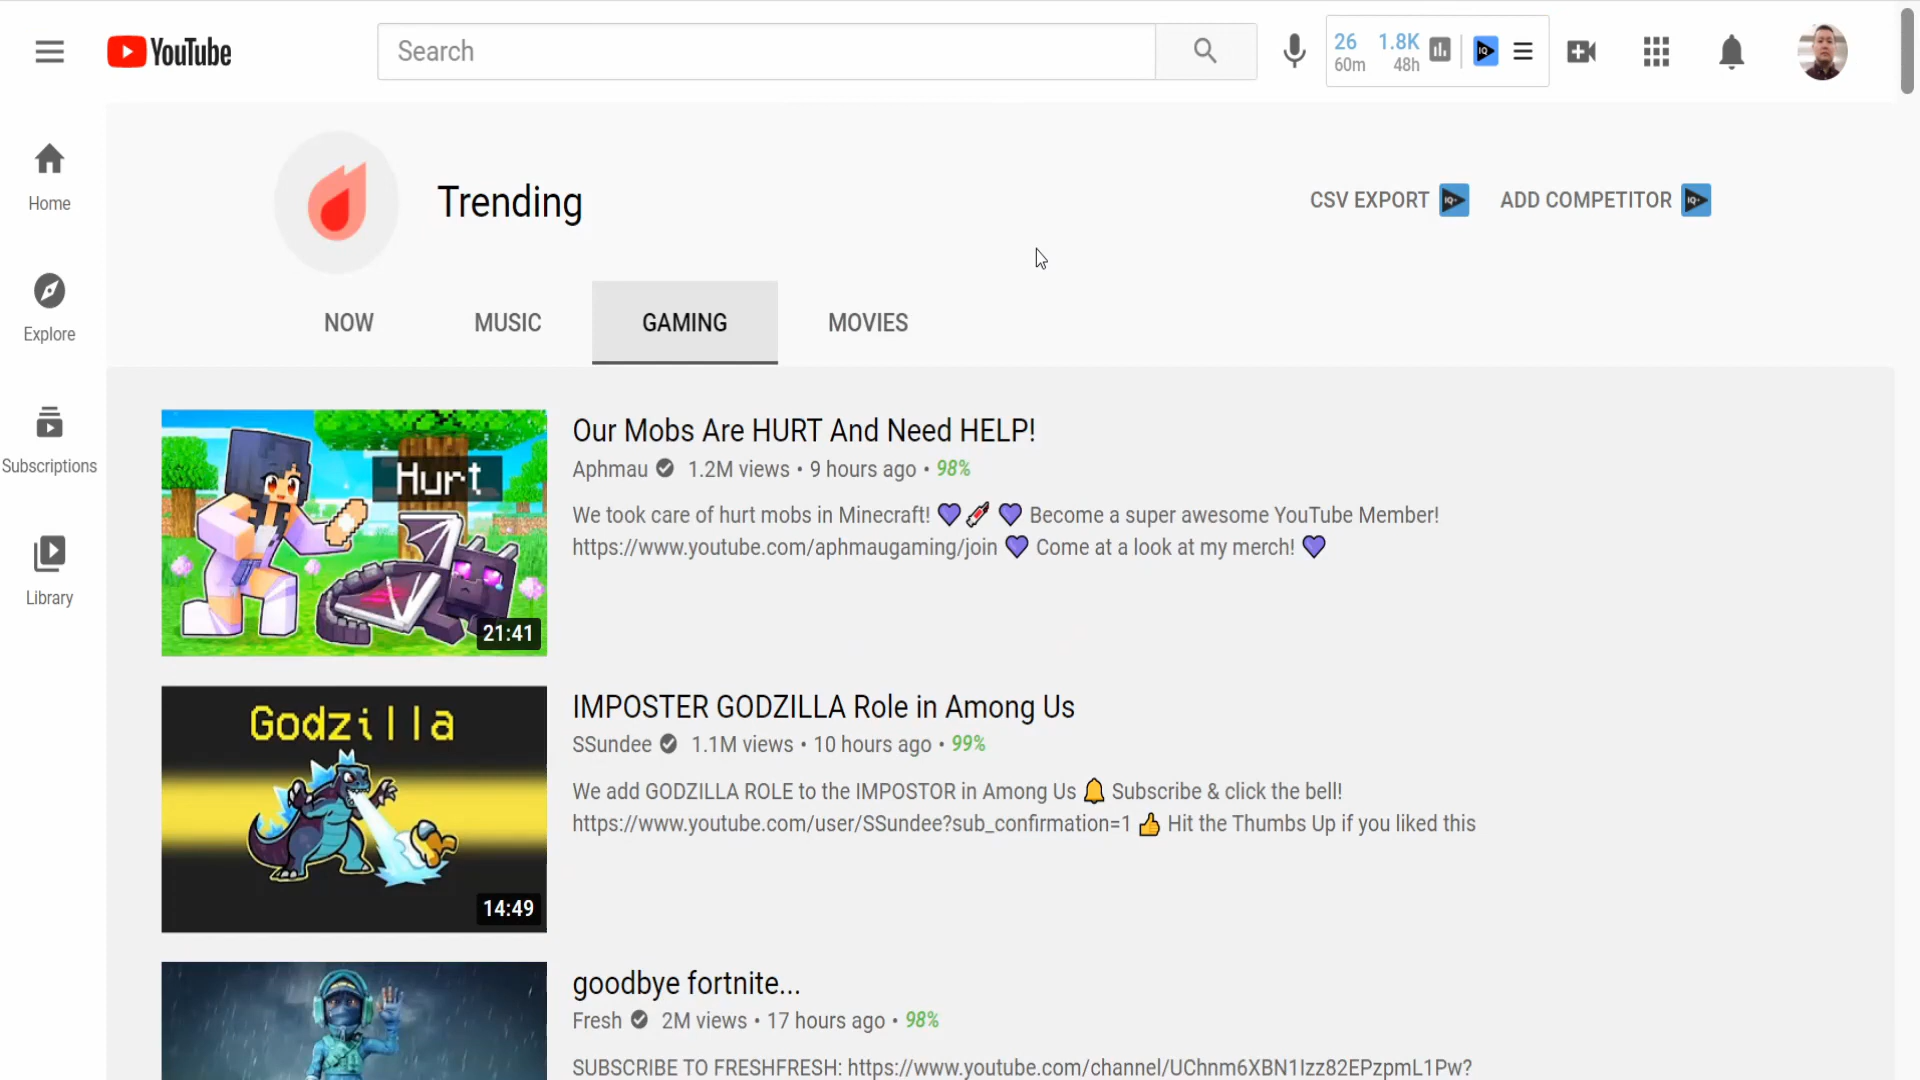 YouTube
Search
26 1.8K
60m 48h
IQ
Home
Explore
Subscriptions
Library
Trending
CSV EXPORT IQ+
ADD COMPETITOR IQ+
NOW MUSIC GAMING MOVIES
Hurt
21:41
Our Mobs Are HURT And Need HELP!
Aphmau 1.2M views • 9 hours ago • 98%
We took care of hurt mobs in Minecraft! 💜💉💜 Become a super awesome YouTube Member!
https://www.youtube.com/aphmaugaming/join 💜 Come at a look at my merch! 💜
Godzilla
14:49
IMPOSTER GODZILLA Role in Among Us
SSundee 1.1M views • 10 hours ago • 99%
We add GODZILLA ROLE to the IMPOSTOR in Among Us 🔔 Subscribe & click the bell!
https://www.youtube.com/user/SSundee?sub_confirmation=1 👍 Hit the Thumbs Up if you liked this
goodbye fortnite...
Fresh 2M views • 17 hours ago • 98%
SUBSCRIBE TO FRESHFRESH: https://www.youtube.com/channel/UChnm6XBN1Izz82EPzpmL1Pw?